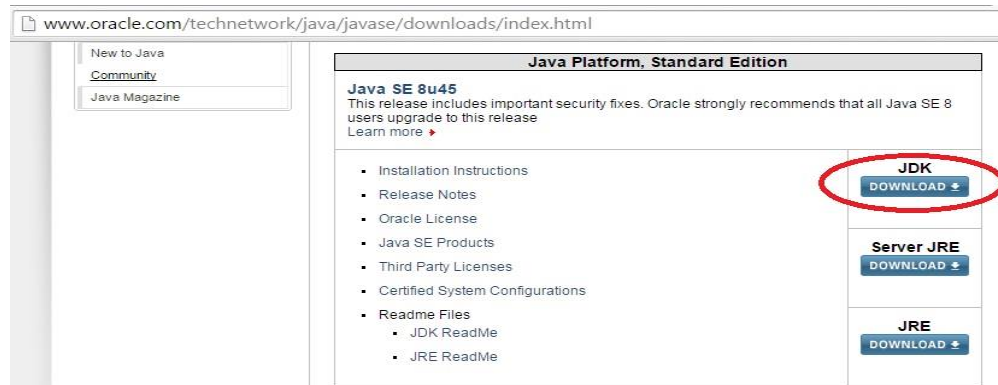 www.oracle.com/technetwork/java/javase/downloads/index.html
New to Java
Community
Java Magazine
Java Platform, Standard Edition
Java SE 8u45
This release includes important security fixes. Oracle strongly recommends that all Java SE 8
users upgrade to this release
Learn more
Installation Instructions
Release Notes
Oracle License
Java SE Products
Third Party Licenses
Certified System Configurations
Readme Files
JDK ReadMe
JRE ReadMe
JDK
DOWNLOAD
Server JRE
DOWNLOAD
JRE
DOWNLOAD